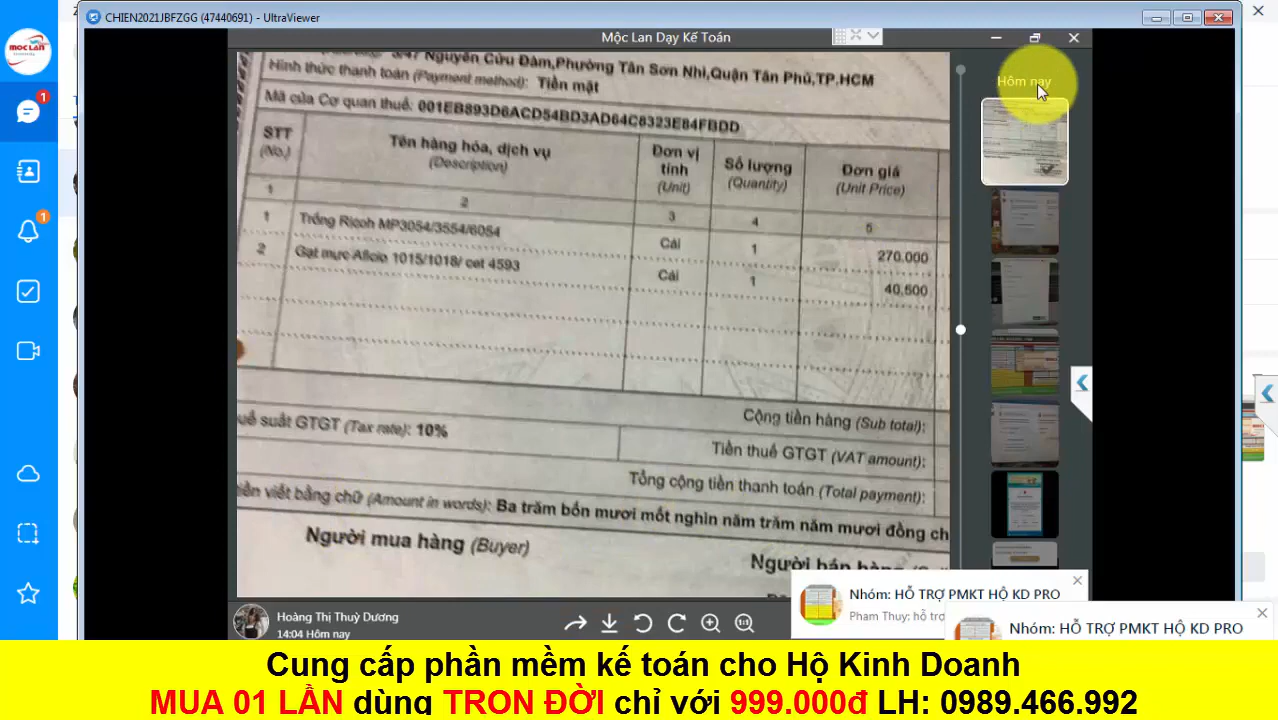 CHIEN2021JBFZGG (47440691) - UltraViewer
Mộc Lan Dạy Kế Toán
MOC LAN
1
1
Hôm nay
3/47 Nguyễn Cửu Đàm,Phường Tân Sơn Nhì,Quận Tân Phú,TP.HCM
Hình thức thanh toán (Payment method): Tiền mặt
Mã của Cơ quan thuế: 001EB893D6ACD54BD3AD64C8323E84FBDD
STT (No.) Tên hàng hóa, dịch vụ (Description) Đơn vị tính (Unit) Số lượng (Quantity) Đơn giá (Unit Price)
1 2 3 4 5
1 Trống Ricoh MP3054/3554/6054 Cái 1 270.000
2 Gạt mực Aficio 1015/1018/ cet 4593 Cái 1 40,500
Cộng tiền hàng (Sub total):
suất GTGT (Tax rate): 10% Tiền thuế GTGT (VAT amount):
Tổng cộng tiền thanh toán (Total payment):
viết bằng chữ (Amount in words): Ba trăm bốn mươi mốt nghìn năm trăm năm mươi đồng ch
Người mua hàng (Buyer)
Người bán hàng
Hoàng Thị Thuỳ Dương
14:04 Hôm nay
Nhóm: HỖ TRỢ PMKT HỘ KD PRO
Pham Thuy: hỗ trợ
Nhóm: HỖ TRỢ PMKT HỘ KD PRO
Cung cấp phần mềm kế toán cho Hộ Kinh Doanh
MUA 01 LẦN dùng TRON ĐỜI chỉ với 999.000đ LH: 0989.466.992